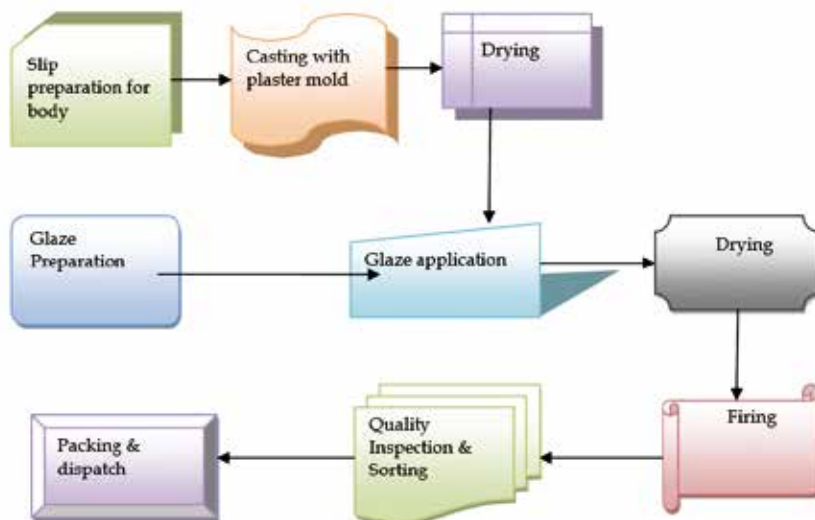 Slip
preparation for
body
Casting with
plaster mold
Drying
Glaze
Preparation
Glaze application
Drying
Firing
Quality
Inspection &
Sorting
Packing &
dispatch